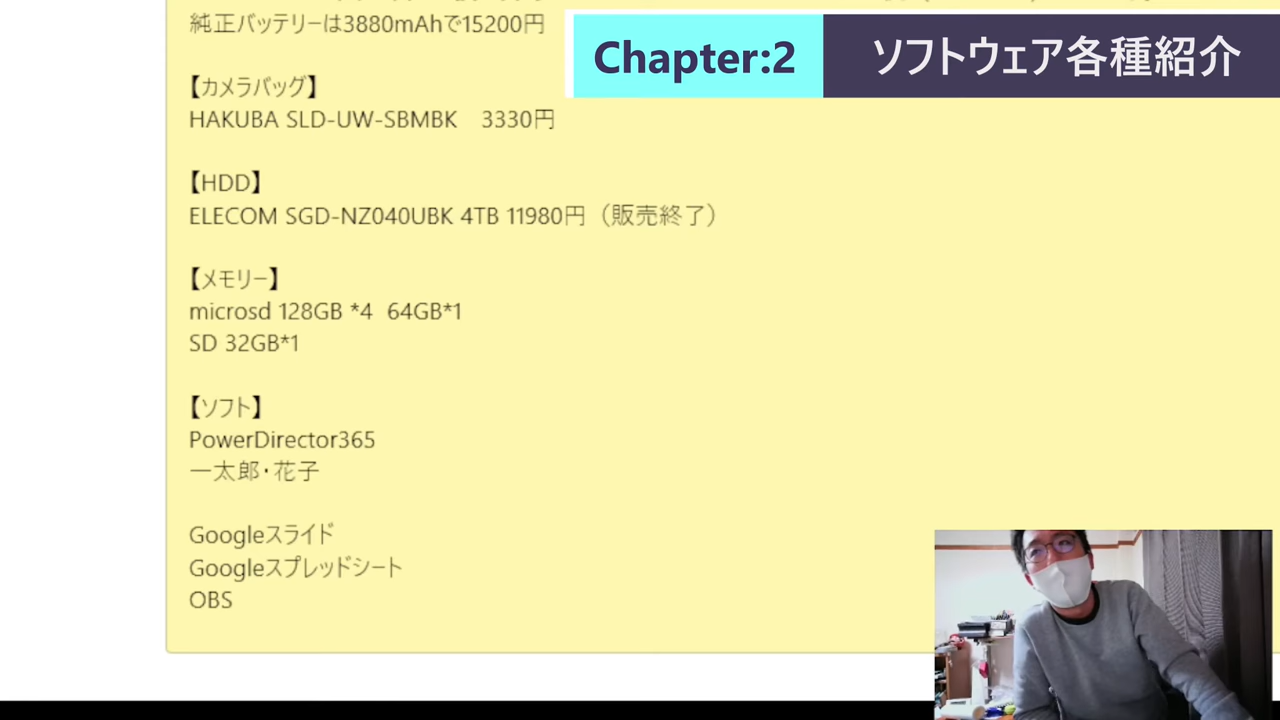 純正バッテリーは3880mAhで15200円
Chapter:2
ソフトウェア各種紹介
【カメラバッグ】
HAKUBA SLD-UW-SBMBK　3330円
【HDD】
ELECOM SGD-NZ040UBK 4TB 11980円（販売終了）
【メモリー】
microsd 128GB *4  64GB*1
SD 32GB*1
【ソフト】
PowerDirector365
一太郎・花子
Googleスライド
Googleスプレッドシート
OBS